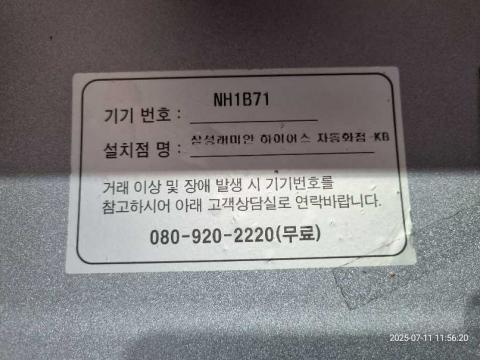 기기 번호 : NH1B71
설치점 명 : 삼성래미안 하이어스 자동화점-KB
거래 이상 및 장애 발생 시 기기번호를
참고하시어 아래 고객상담실로 연락바랍니다.
080-920-2220(무료)
2025-07-11 11:56:20